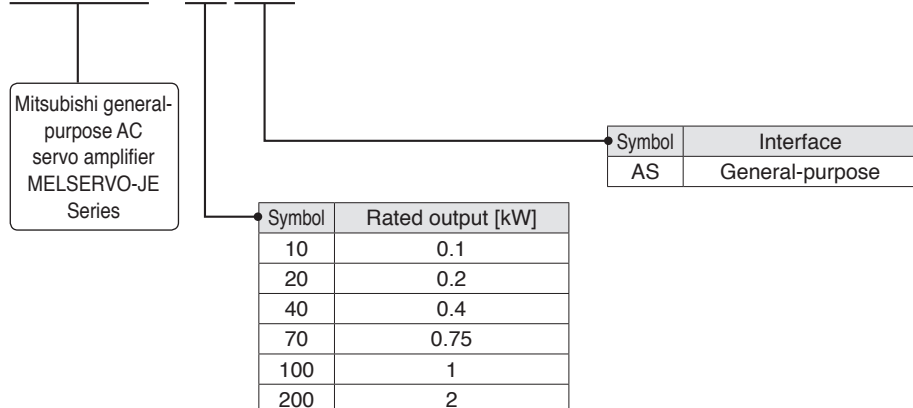 Mitsubishi general-
purpose AC
servo amplifier
MELSERVO-JE
Series
Symbol Interface
AS General-purpose
Symbol Rated output [kW]
10 0.1
20 0.2
40 0.4
70 0.75
100 1
200 2